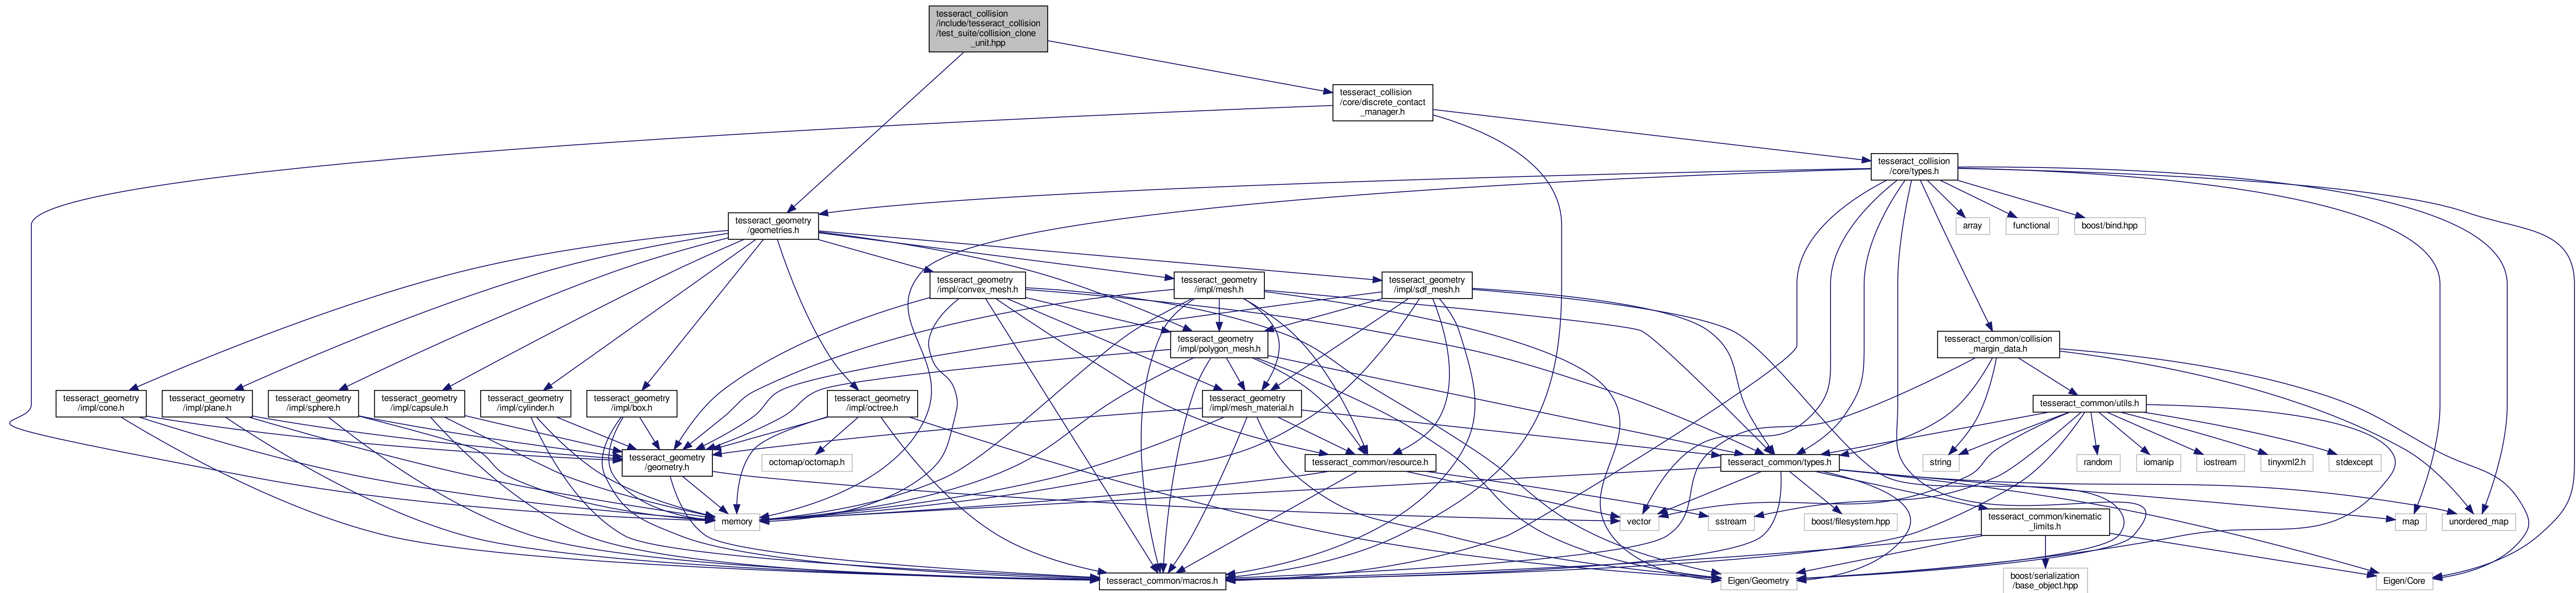 tesseract_collision
/include/tesseract_collision
/test_suite/collision_clone
_unit.hpp
tesseract_collision
/core/discrete_contact
_manager.h
tesseract_collision
/core/types.h
tesseract_geometry
/geometries.h
array
functional
boost/bind.hpp
tesseract_geometry
/impl/convex_mesh.h
tesseract_geometry
/impl/mesh.h
tesseract_geometry
/impl/sdf_mesh.h
tesseract_geometry
/impl/polygon_mesh.h
tesseract_common/collision
_margin_data.h
tesseract_geometry
/impl/cone.h
tesseract_geometry
/impl/plane.h
tesseract_geometry
/impl/sphere.h
tesseract_geometry
/impl/capsule.h
tesseract_geometry
/impl/cylinder.h
tesseract_geometry
/impl/box.h
tesseract_geometry
/impl/octree.h
tesseract_geometry
/impl/mesh_material.h
tesseract_common/utils.h
tesseract_geometry
/geometry.h
octomap/octomap.h
tesseract_common/resource.h
tesseract_common/types.h
string
random
iomanip
iostream
tinyxml2.h
stdexcept
memory
vector
sstream
boost/filesystem.hpp
tesseract_common/kinematic
_limits.h
map
unordered_map
tesseract_common/macros.h
Eigen/Geometry
boost/serialization
/base_object.hpp
Eigen/Core